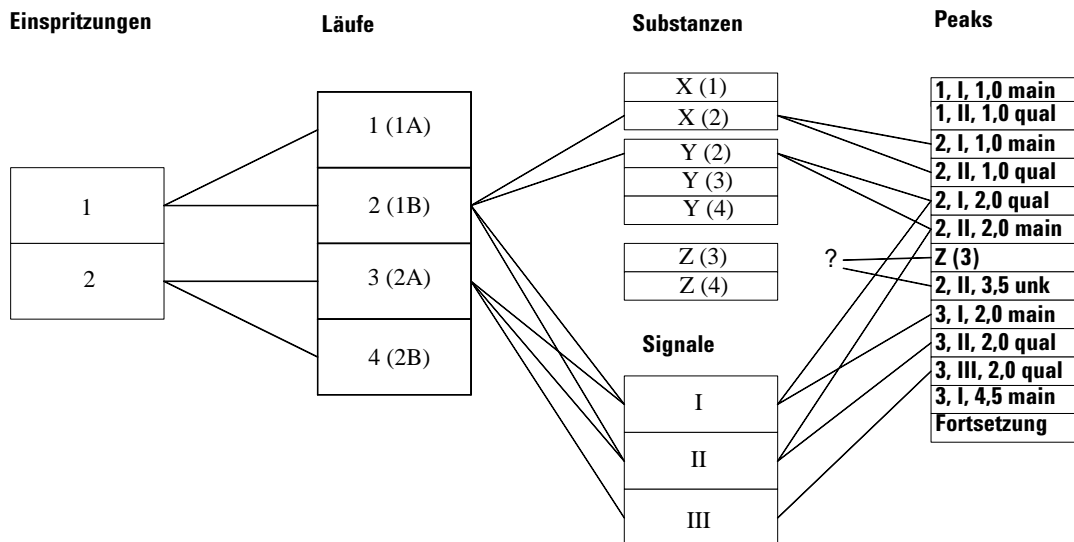 Einspritzungen
Läufe
Substanzen
Peaks
1
2
1 (1A)
2 (1B)
3 (2A)
4 (2B)
X (1)
X (2)
Y (2)
Y (3)
Y (4)
Z (3)
Z (4)
?
Signale
I
II
III
1, I, 1,0 main
1, II, 1,0 qual
2, I, 1,0 main
2, II, 1,0 qual
2, I, 2,0 qual
2, II, 2,0 main
Z (3)
2, II, 3,5 unk
3, I, 2,0 main
3, II, 2,0 qual
3, III, 2,0 qual
3, I, 4,5 main
Fortsetzung